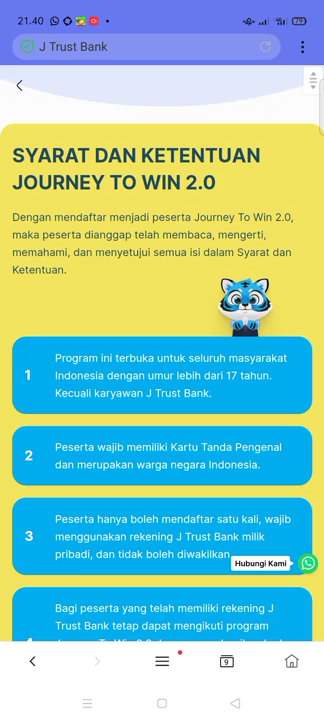 21.40
79
J Trust Bank
SYARAT DAN KETENTUAN
JOURNEY TO WIN 2.0
Dengan mendaftar menjadi peserta Journey To Win 2.0,
maka peserta dianggap telah membaca, mengerti,
memahami, dan menyetujui semua isi dalam Syarat dan
Ketentuan.
1
Program ini terbuka untuk seluruh masyarakat
Indonesia dengan umur lebih dari 17 tahun.
Kecuali karyawan J Trust Bank.
2
Peserta wajib memiliki Kartu Tanda Pengenal
dan merupakan warga negara Indonesia.
3
Peserta hanya boleh mendaftar satu kali, wajib
menggunakan rekening J Trust Bank milik
pribadi, dan tidak boleh diwakilkan
Hubungi Kami
Bagi peserta yang telah memiliki rekening J
Trust Bank tetap dapat mengikuti program
9